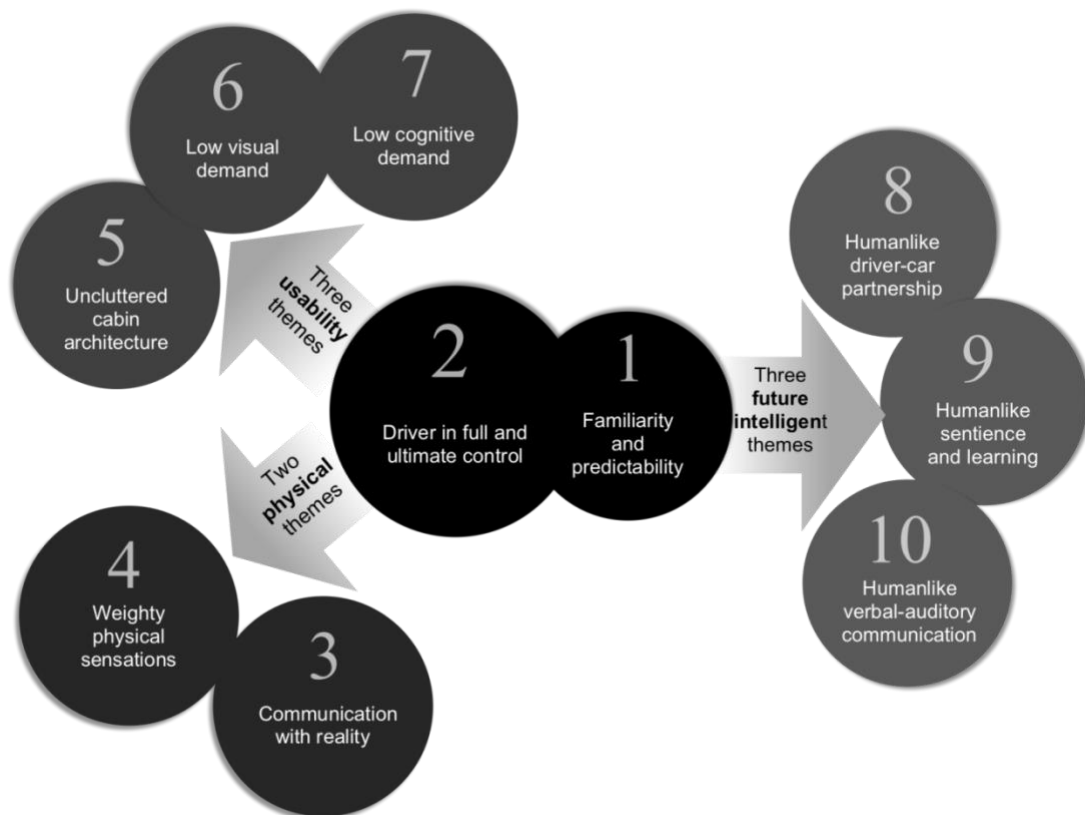 6
Low visual
demand
7
Low cognitive
demand
5
Uncluttered
cabin
architecture
Three
usability
themes
2
Driver in full and
ultimate control
1
Familiarity
and
predictability
Three
future
intelligent
themes
8
Humanlike
driver-car
partnership
9
Humanlike
sentience
and learning
10
Humanlike
verbal-auditory
communication
Two
physical
themes
4
Weighty
physical
sensations
3
Communication
with reality